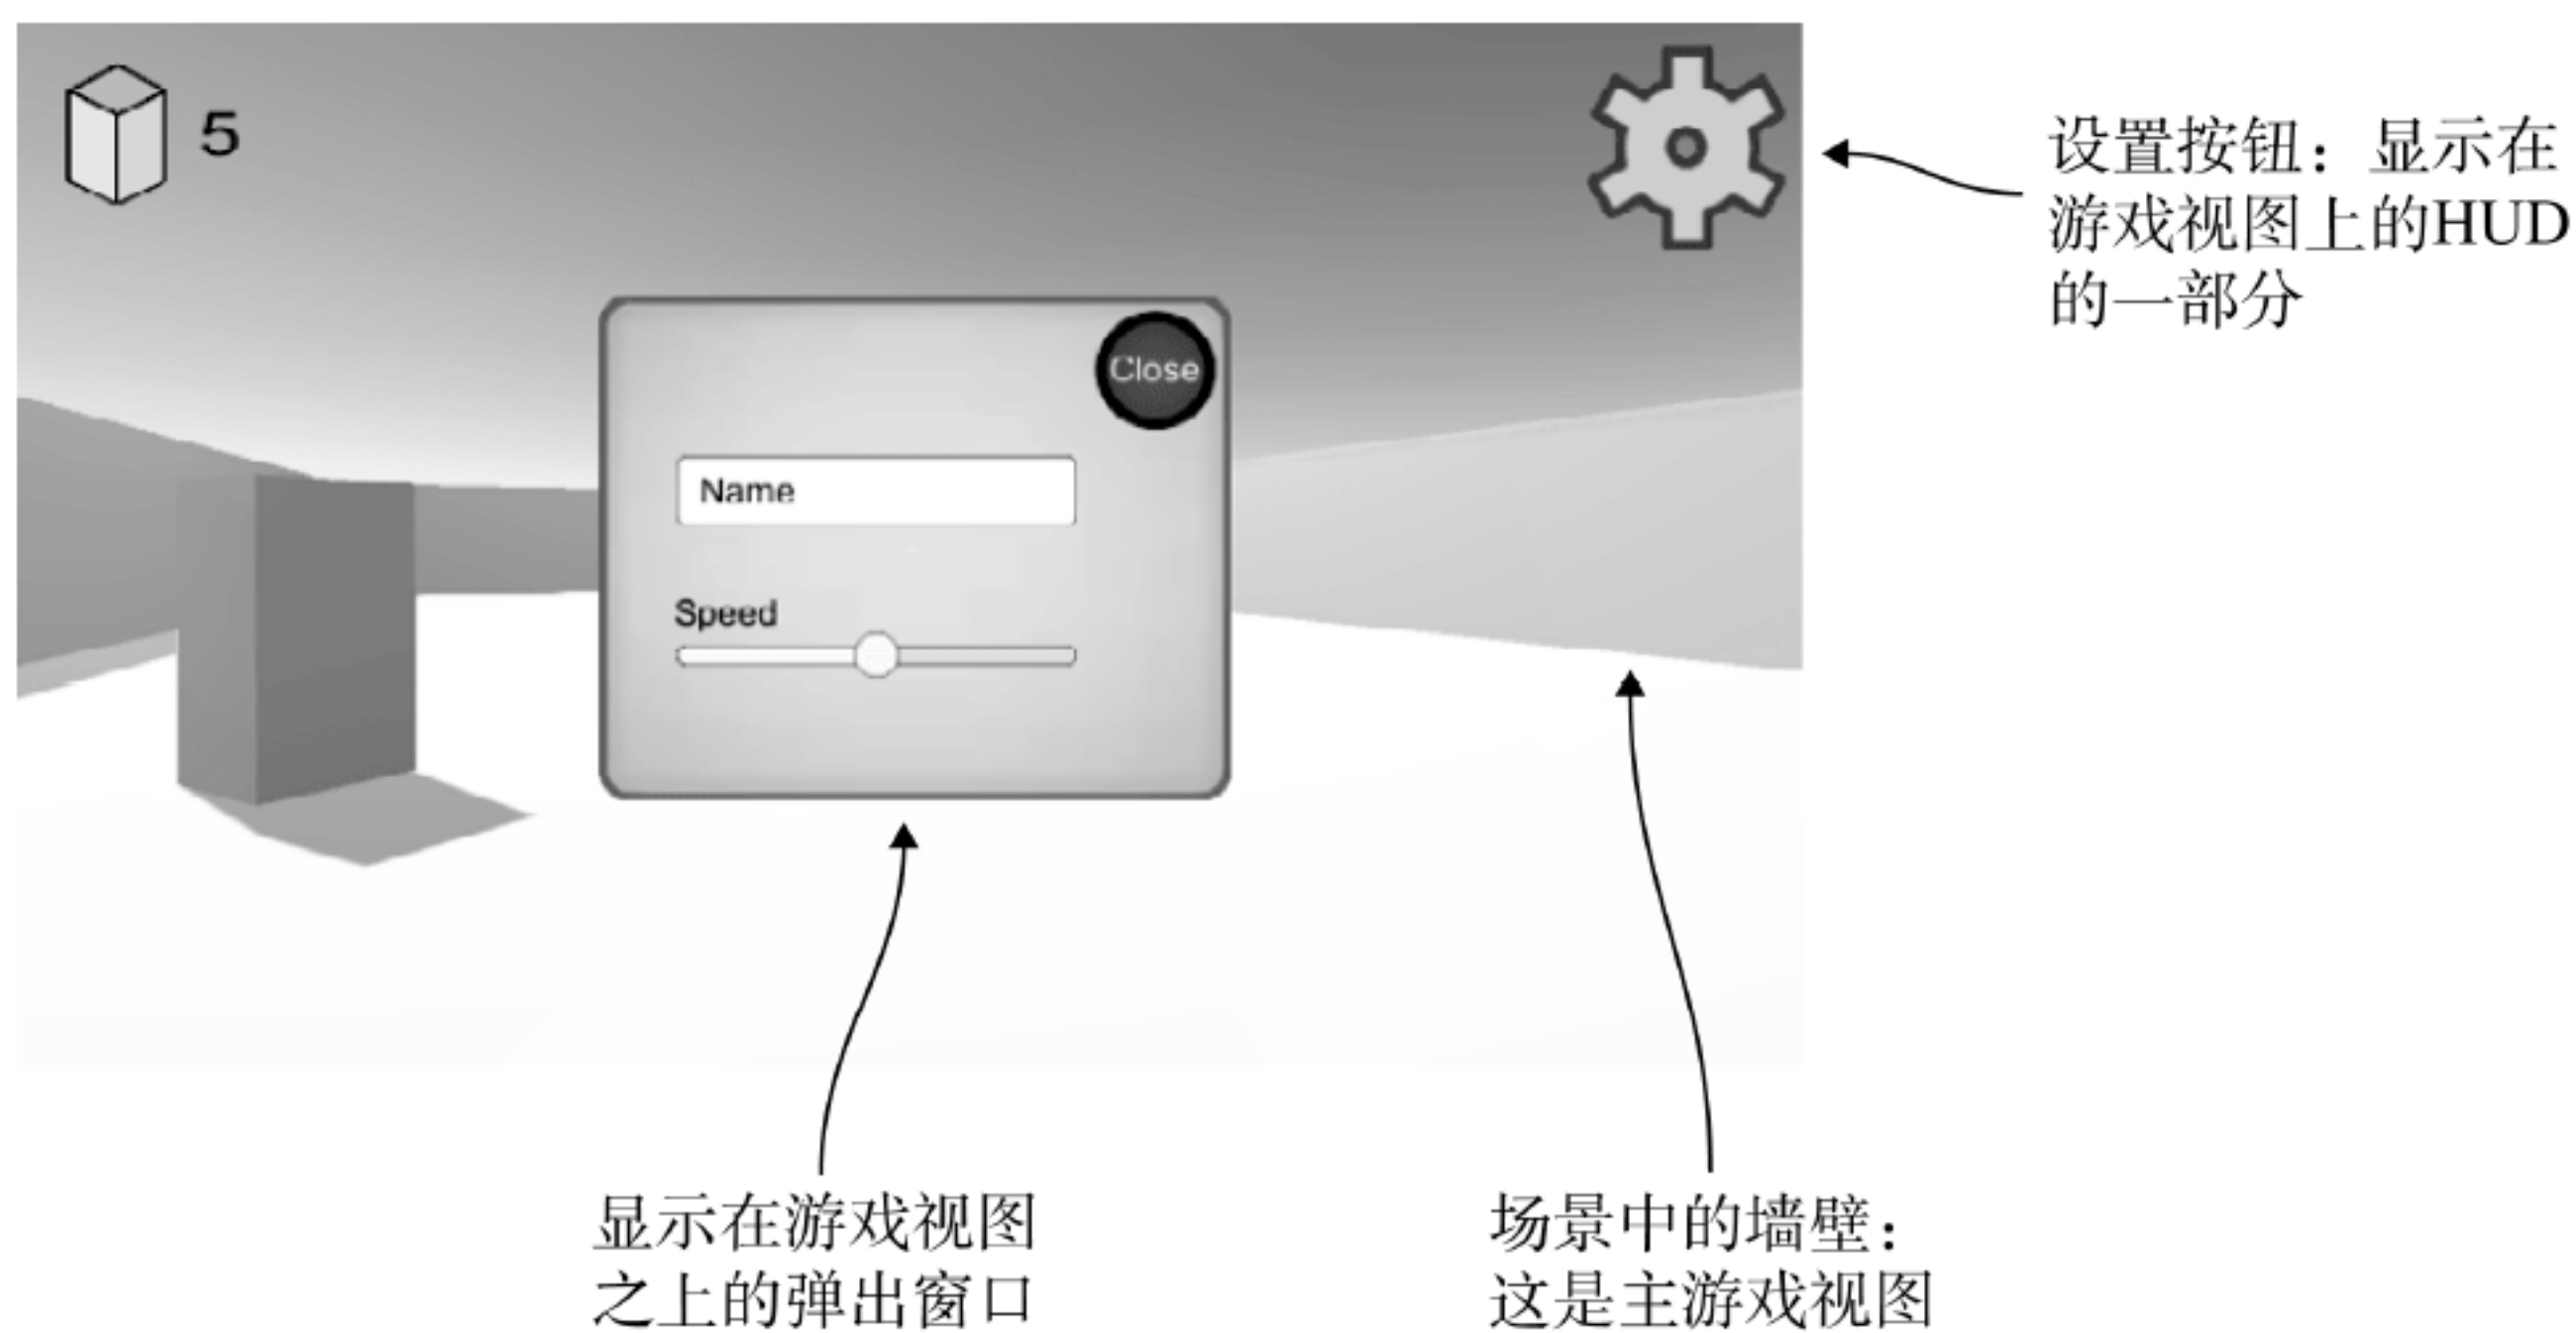 5
设置按钮：显示在
游戏视图上的HUD
的一部分
Close
Name
Speed
显示在游戏视图
之上的弹出窗口
场景中的墙壁：
这是主游戏视图